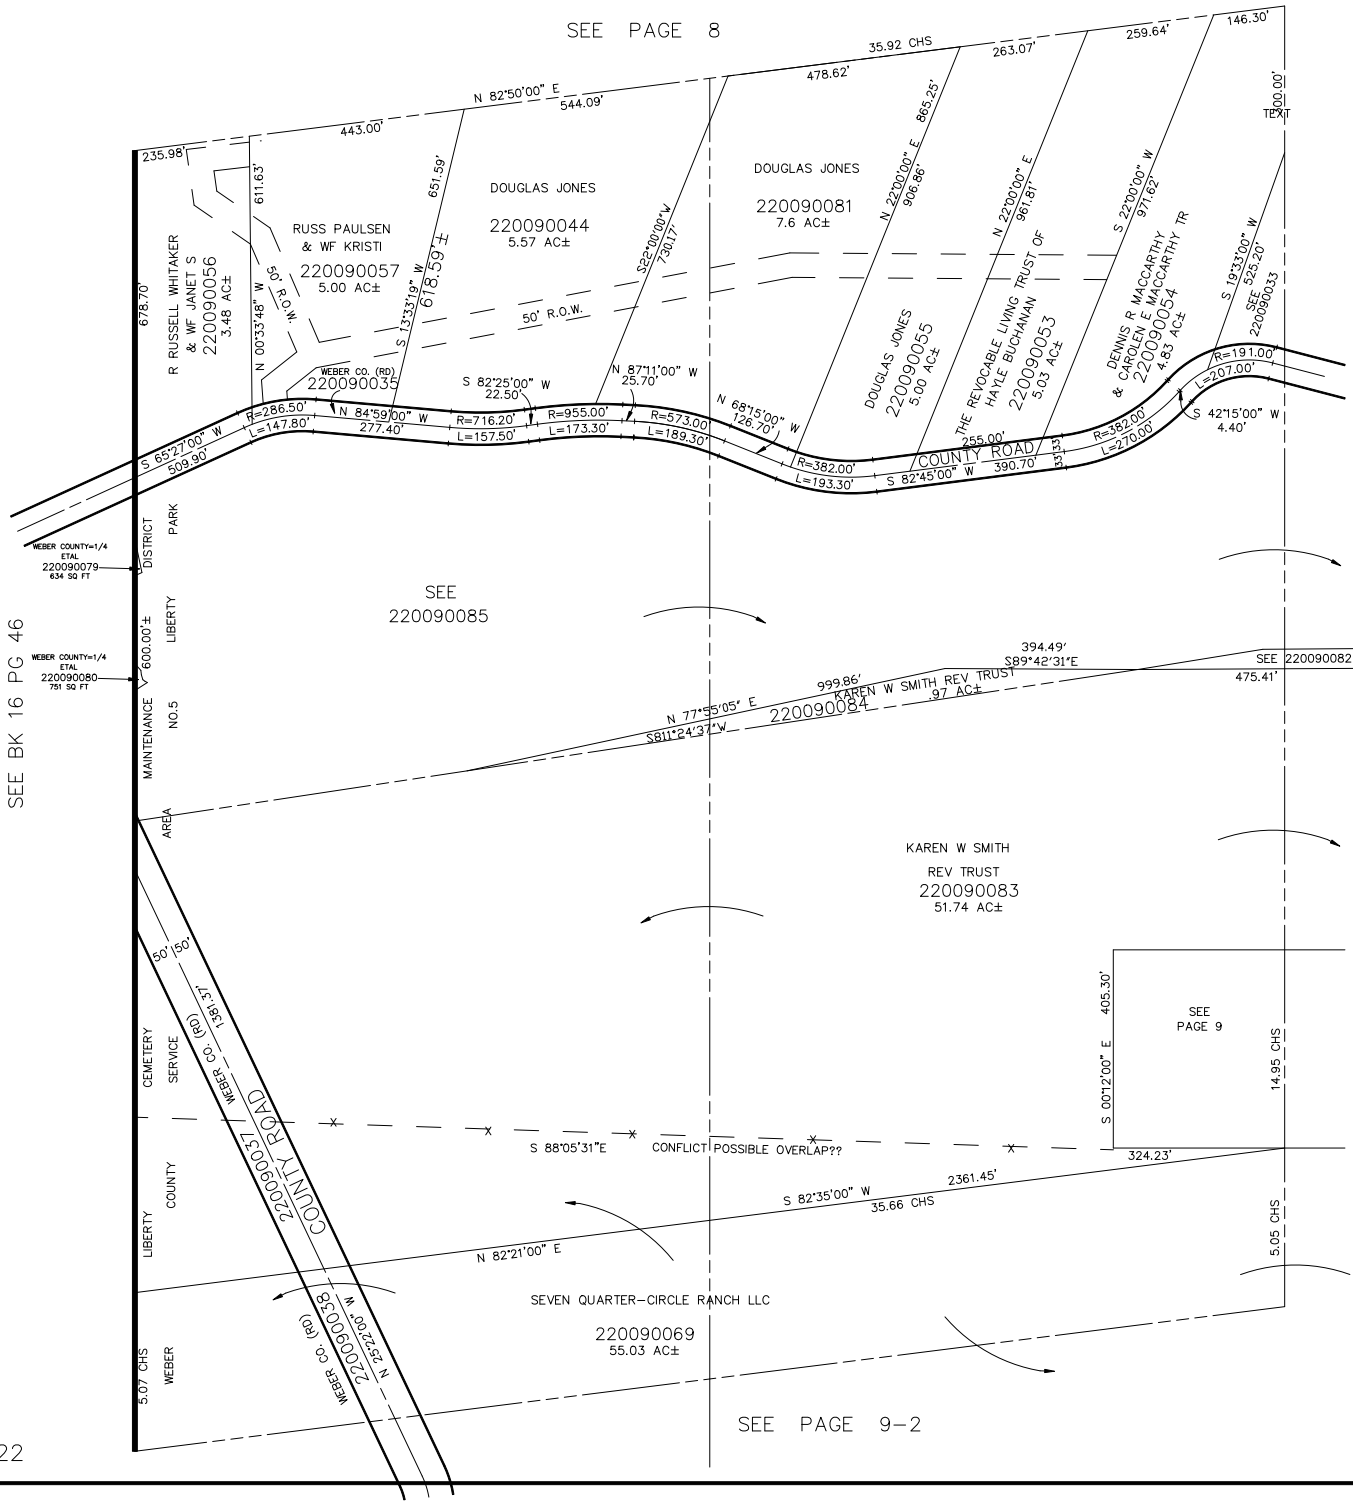 SEE PAGE 8
N 82°50'00" E
35.92 CHS
235.98'
443.00'
544.09'
478.62'
263.07'
259.64'
146.30'
300.00'
TEXT
678.70'
R RUSSELL WHITAKER
& WF JANET S
220090056
3.48 AC±
611.63'
N 00°33'48" W
50' R.O.W.
RUSS PAULSEN
& WF KRISTI
220090057
5.00 AC±
651.59'
S 13°33'19" W
618.59'±
DOUGLAS JONES
220090044
5.57 AC±
50' R.O.W.
S22°00'00"W
730.17'
DOUGLAS JONES
220090081
7.6 AC±
N 22°00'00" E 865.25'
906.86'
DOUGLAS JONES
220090055
5.00 AC±
N 22°00'00" E
961.81'
THE REVOCABLE LIVING TRUST OF
HAYLE BUCHANAN
220090053
5.03 AC±
S 22°00'00" W
971.62'
DENNIS R MACCARTHY
& CAROLEN E MACCARTHY TR
220090054
4.83 AC±
S 19°33'00" W
525.20'
SEE
220090033
WEBER CO. (RD)
220090035
S 65°27'00" W
509.90'
R=286.50'
L=147.80'
N 84°59'00" W
277.40'
R=716.20'
L=157.50'
S 82°25'00" W
22.50'
R=955.00'
L=173.30'
N 87°11'00" W
25.70'
R=573.00'
L=189.30'
N 68°15'00" W
126.70'
R=382.00'
L=193.30'
255.00'
COUNTY ROAD
S 82°45'00" W 390.70'
33'33'
R=382.00'
L=270.00'
S 42°15'00" W
4.40'
R=191.00'
L=207.00'
WEBER COUNTY=1/4
ETAL
220090079
634 SQ FT
WEBER COUNTY=1/4
ETAL
220090080
751 SQ FT
SEE BK 16 PG 46
DISTRICT
PARK
600.00'±
LIBERTY
MAINTENANCE
NO.5
AREA
SEE
220090085
394.49'
S89°42'31"E
SEE 220090082
475.41'
999.86'
N 77°55'05" E
KAREN W SMITH REV TRUST
.97 AC±
220090084
S811°24'37"W
KAREN W SMITH
REV TRUST
220090083
51.74 AC±
50' 50'
1381.37'
WEBER CO. (RD)
220090037
COUNTY ROAD
CEMETERY
SERVICE
LIBERTY
COUNTY
405.30'
S 00°12'00" E
SEE
PAGE 9
14.95 CHS
S 88°05'31"E
CONFLICT POSSIBLE OVERLAP??
324.23'
2361.45'
S 82°35'00" W
35.66 CHS
N 82°21'00" E
5.05 CHS
SEVEN QUARTER-CIRCLE RANCH LLC
220090069
55.03 AC±
5.07 CHS
WEBER
WEBER CO. (RD)
220090038
N 25°22'00" W
SEE PAGE 9-2
22